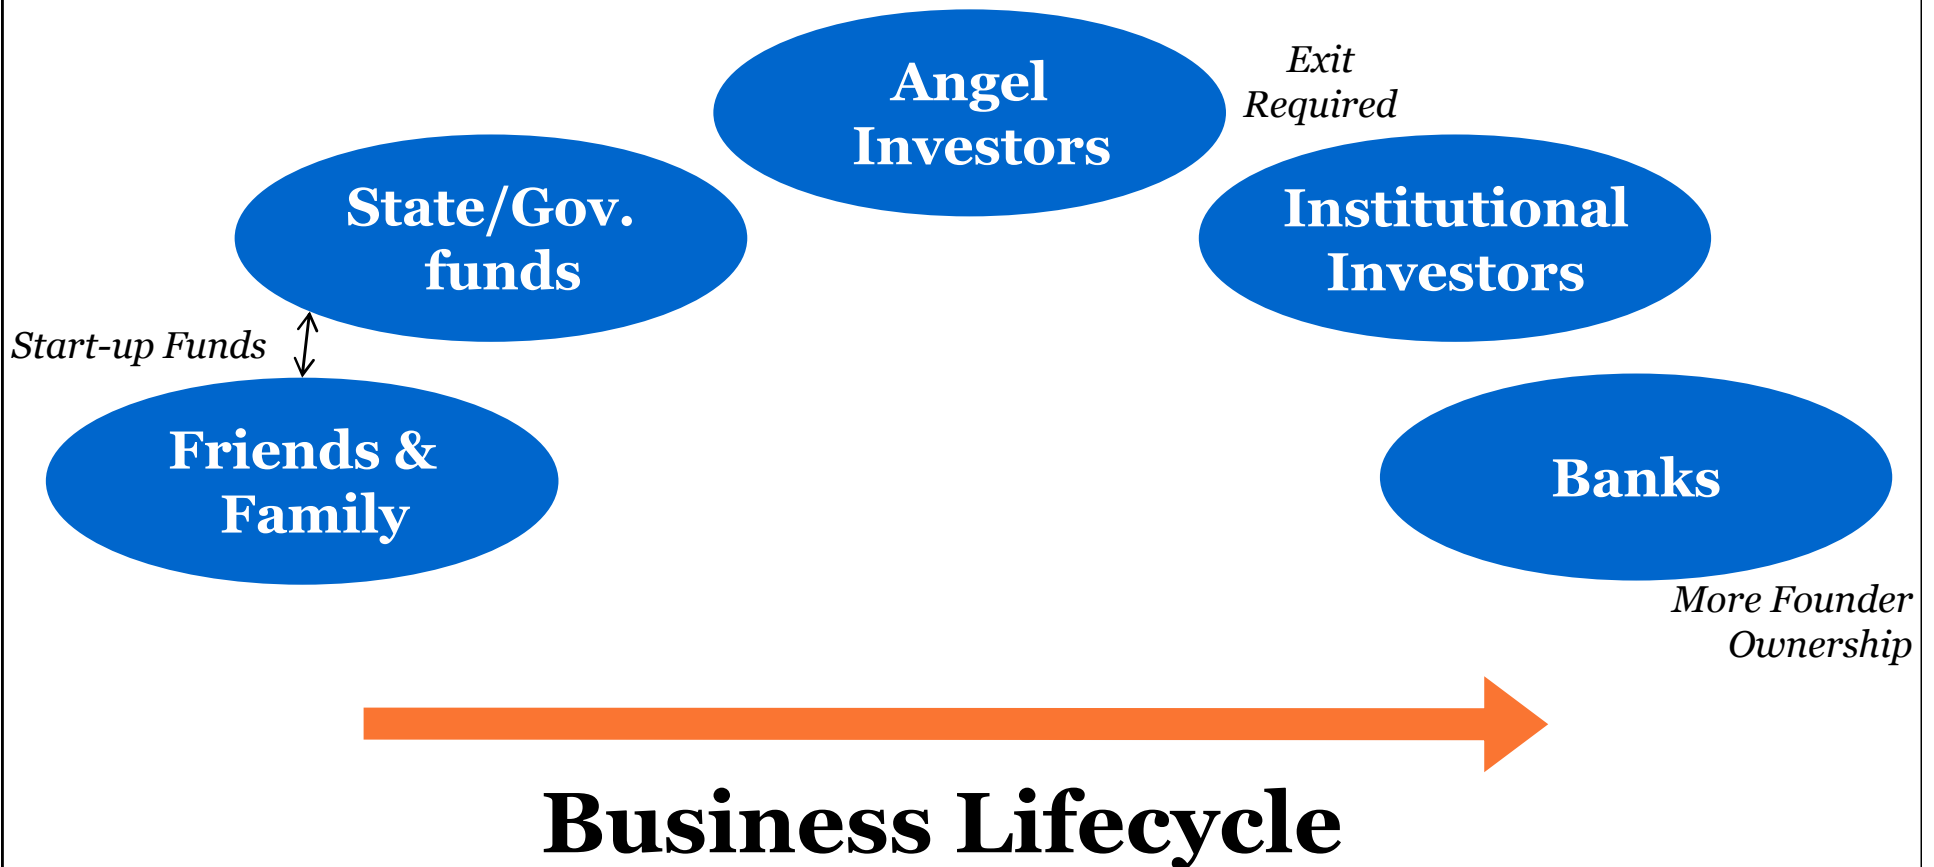 Angel
Investors
Exit
Required
State/Gov.
funds
Institutional
Investors
Start-up Funds
Friends &
Family
Banks
More Founder
Ownership
Business Lifecycle